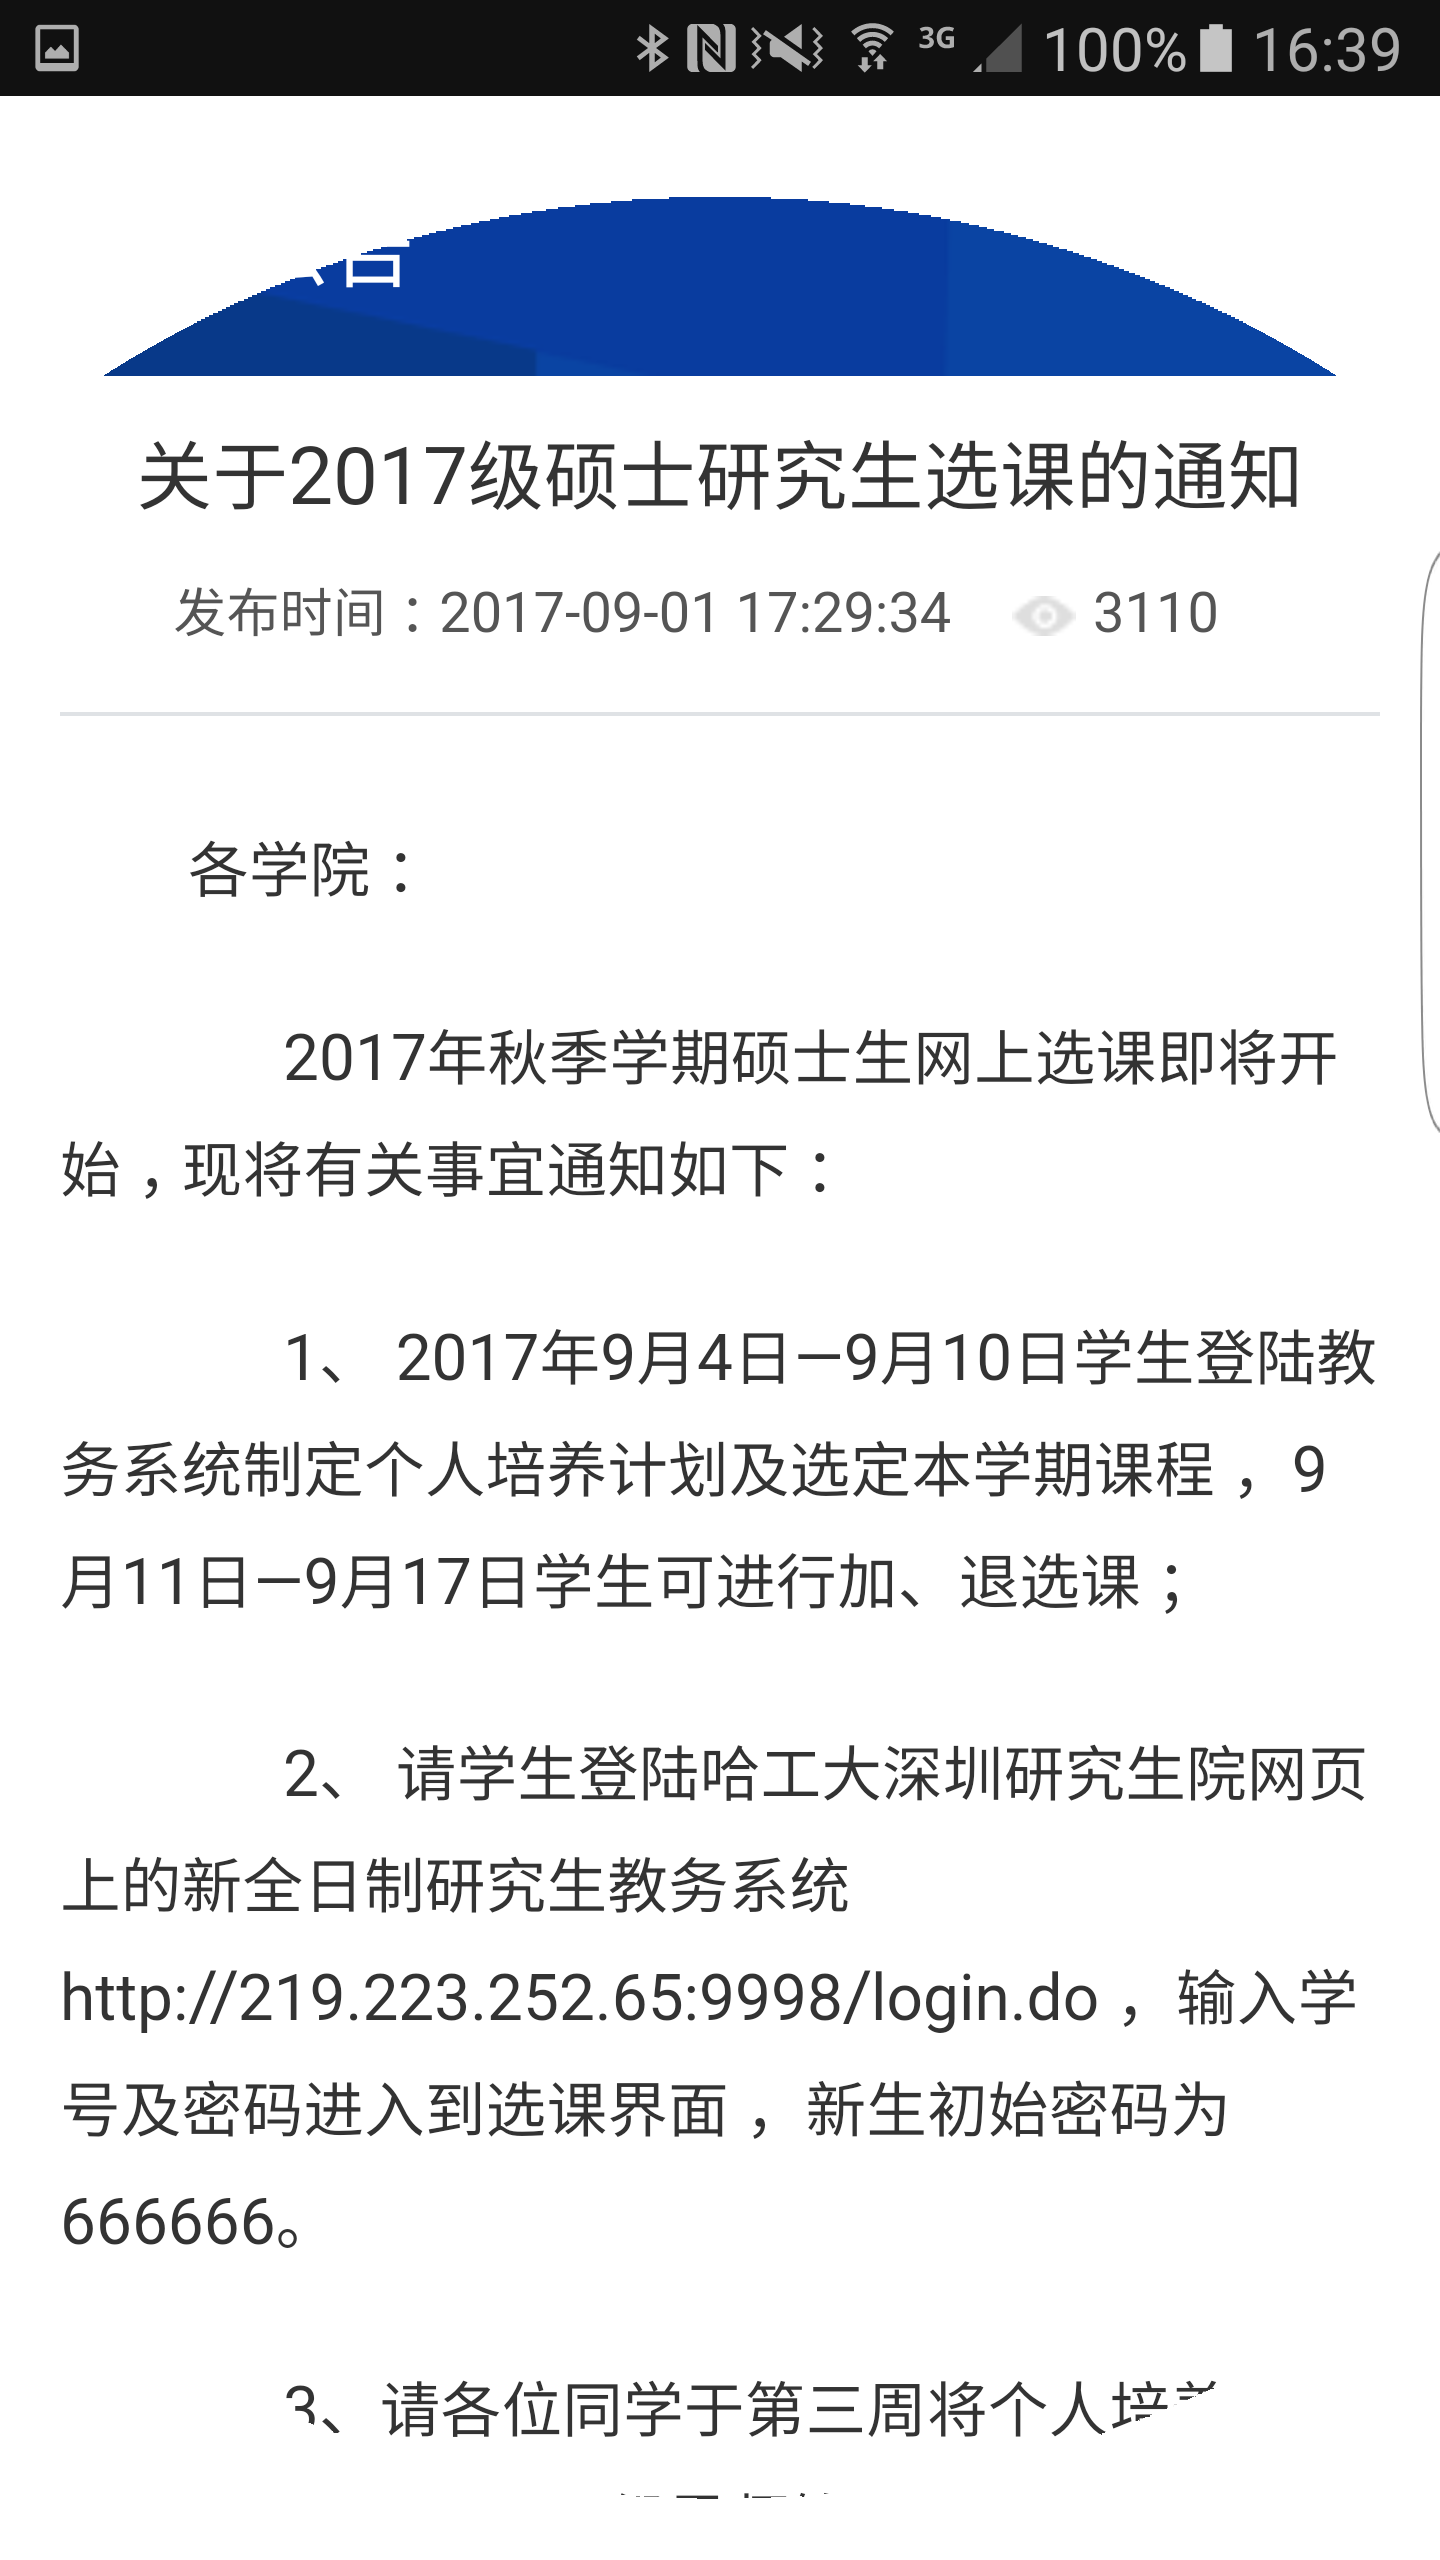 3G 100% 16:39
告
关于2017级硕士研究生选课的通知
发布时间：2017-09-01 17:29:34 3110
各学院：
2017年秋季学期硕士生网上选课即将开
始，现将有关事宜通知如下：
1、 2017年9月4日—9月10日学生登陆教
务系统制定个人培养计划及选定本学期课程，9
月11日—9月17日学生可进行加、退选课；
2、 请学生登陆哈工大深圳研究生院网页
上的新全日制研究生教务系统
http://219.223.252.65:9998/login.do，输入学
号及密码进入到选课界面，新生初始密码为
666666。
3、请各位同学于第三周将个人培养